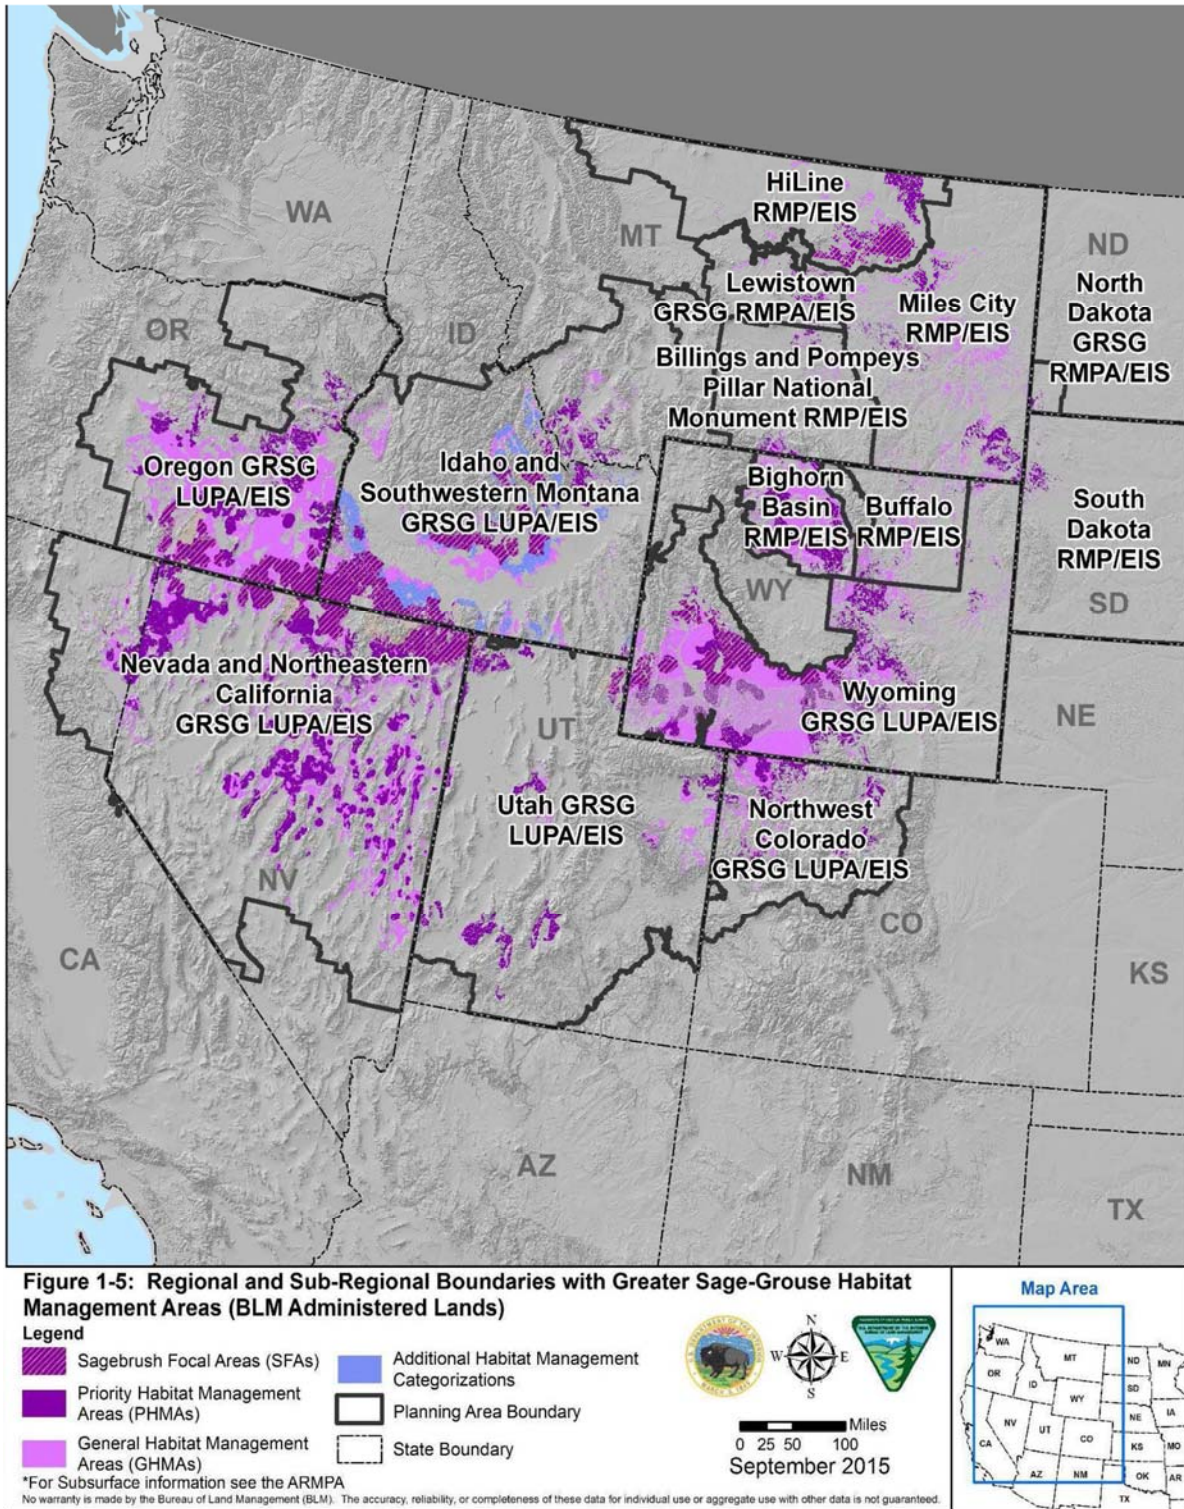 WA
MT
ND
OR
ID
HiLine
RMP/EIS
Lewistown
GRSG RMPA/EIS
Miles City
RMP/EIS
North
Dakota
GRSG
RMPA/EIS
Billings and Pompeys
Pillar National
Monument RMP/EIS
Oregon GRSG
LUPA/EIS
Idaho and
Southwestern Montana
GRSG LUPA/EIS
Bighorn
Basin
RMP/EIS
Buffalo
RMP/EIS
South
Dakota
RMP/EIS
WY
SD
Nevada and Northeastern
California
GRSG LUPA/EIS
UT
Wyoming
GRSG LUPA/EIS
NE
Utah GRSG
LUPA/EIS
Northwest
Colorado
GRSG LUPA/EIS
NV
CO
CA
KS
AZ
NM
TX
Figure 1-5: Regional and Sub-Regional Boundaries with Greater Sage-Grouse Habitat
Management Areas (BLM Administered Lands)
Legend
Sagebrush Focal Areas (SFAs)
Priority Habitat Management
Areas (PHMAs)
General Habitat Management
Areas (GHMAs)
Additional Habitat Management
Categorizations
Planning Area Boundary
State Boundary
*For Subsurface information see the ARMPA
No warranty is made by the Bureau of Land Management (BLM). The accuracy, reliability, or completeness of these data for individual use or aggregate use with other data is not guaranteed.
N
W E
S
Miles
0 25 50 100
September 2015
Map Area
WA
MT
ND
MN
OR
ID
SD
WY
IA
NE
NV
UT
CO
CA
KS
MO
AZ
NM
OK
AR
TX